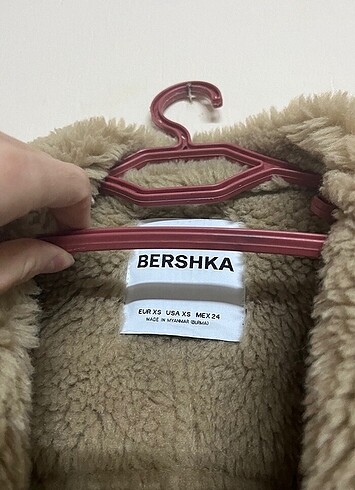 BERSHKA
EUR XS USA XS MEX 24
MADE IN MYANMAR (BURMA)